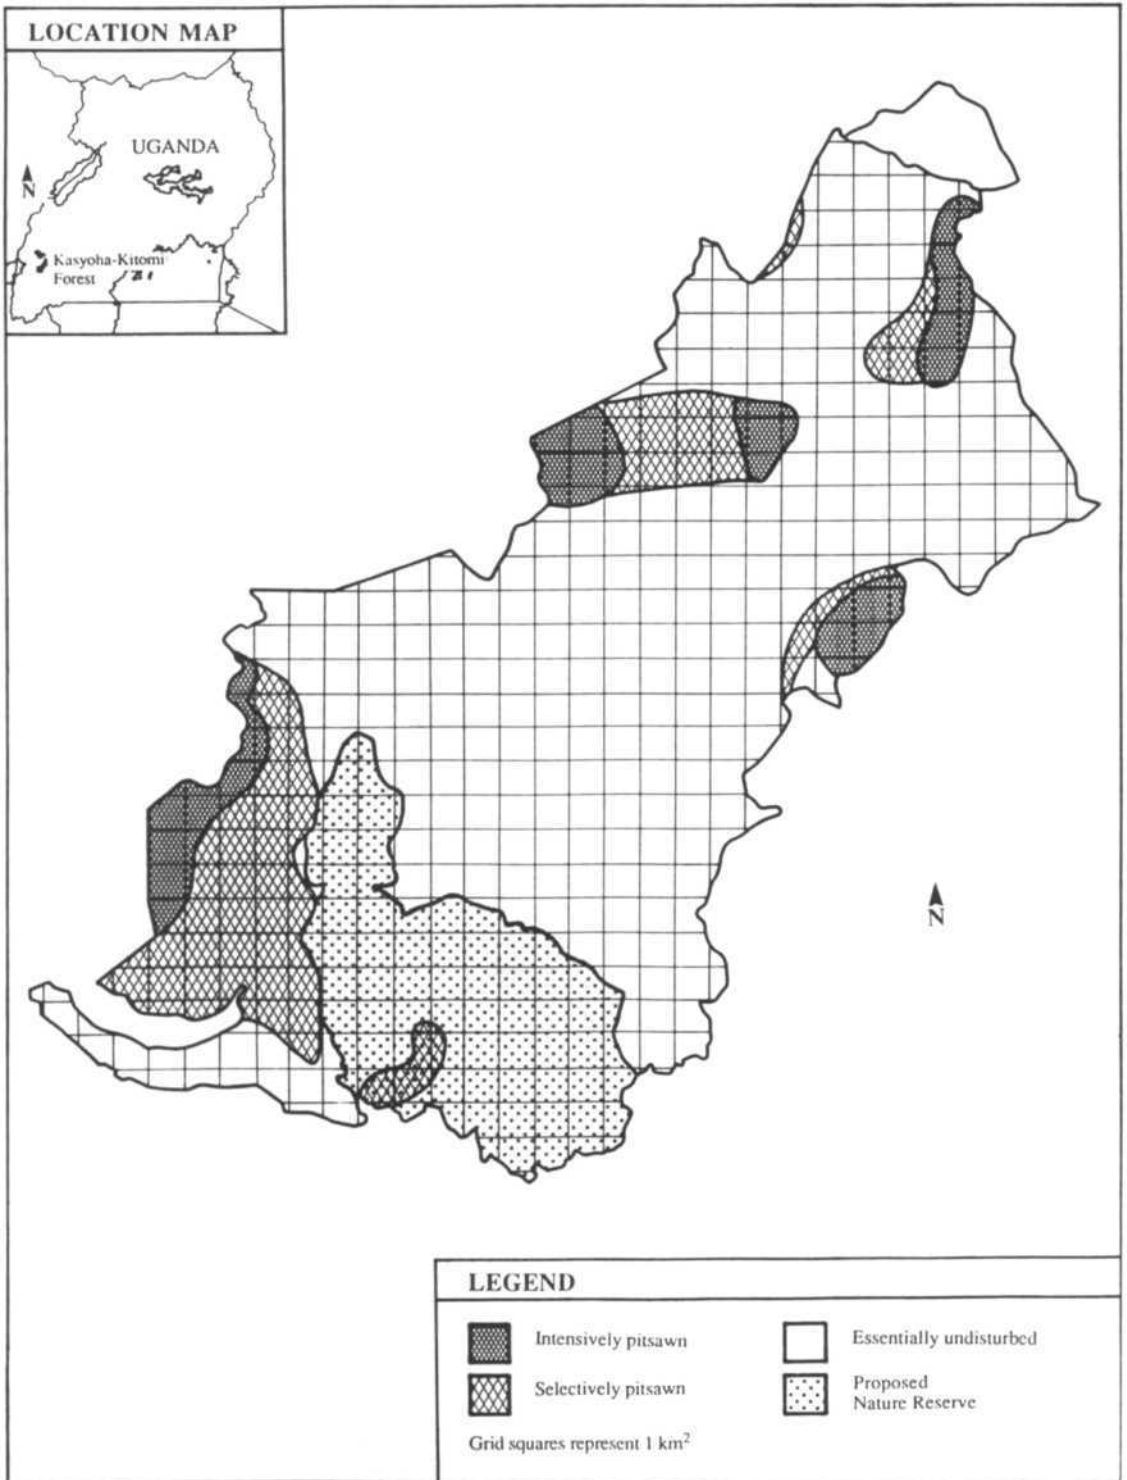 LOCATION MAP
UGANDA
N
Kasyoha-Kitomi
Forest
N
LEGEND
Intensively pitsawn
Essentially undisturbed
Selectively pitsawn
Proposed
Nature Reserve
Grid squares represent 1 km²